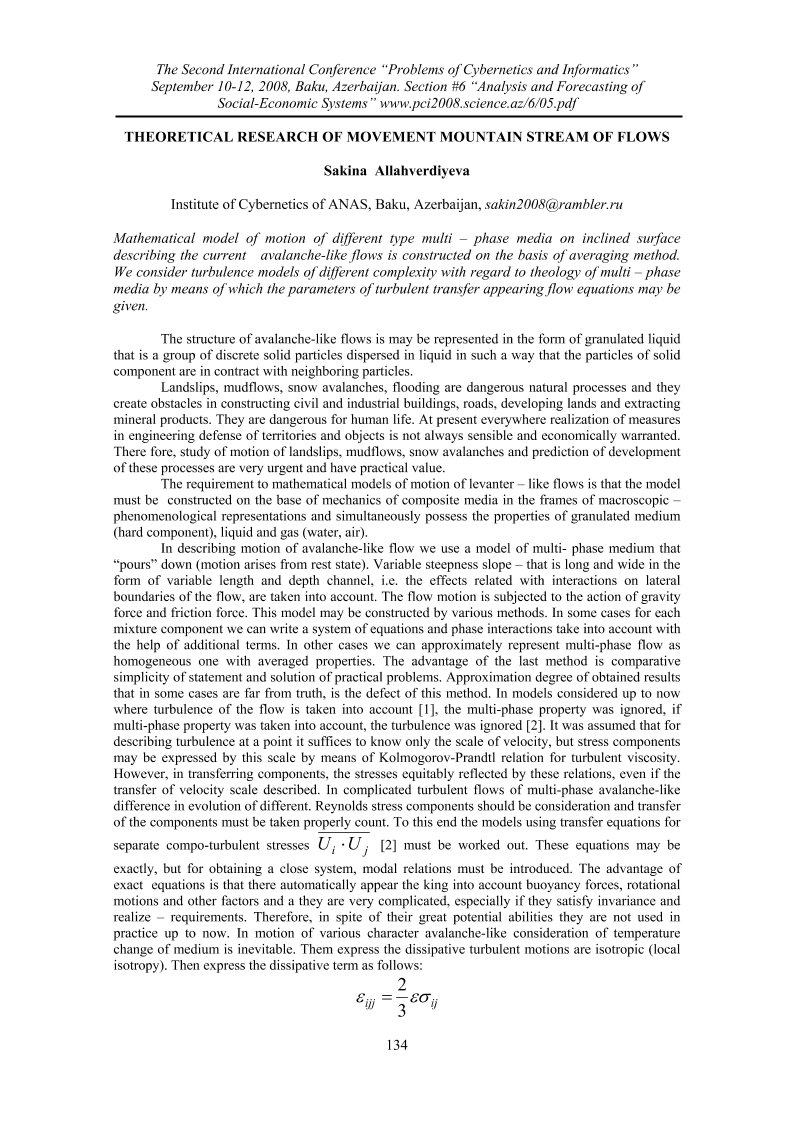 The Second International Conference “Problems of Cybernetics and Informatics”
September 10-12, 2008, Baku, Azerbaijan. Section #6 “Analysis and Forecasting of
Social-Economic Systems” www.pci2008.science.az/6/05.pdf
THEORETICAL RESEARCH OF MOVEMENT MOUNTAIN STREAM OF FLOWS
Sakina Allahverdiyeva
Institute of Cybernetics of ANAS, Baku, Azerbaijan, sakin2008@rambler.ru
Mathematical model of motion of different type multi – phase media on inclined surface
describing the current avalanche-like flows is constructed on the basis of averaging method.
We consider turbulence models of different complexity with regard to theology of multi – phase
media by means of which the parameters of turbulent transfer appearing flow equations may be
given.
The structure of avalanche-like flows is may be represented in the form of granulated liquid
that is a group of discrete solid particles dispersed in liquid in such a way that the particles of solid
component are in contract with neighboring particles.
Landslips, mudflows, snow avalanches, flooding are dangerous natural processes and they
create obstacles in constructing civil and industrial buildings, roads, developing lands and extracting
mineral products. They are dangerous for human life. At present everywhere realization of measures
in engineering defense of territories and objects is not always sensible and economically warranted.
There fore, study of motion of landslips, mudflows, snow avalanches and prediction of development
of these processes are very urgent and have practical value.
The requirement to mathematical models of motion of levanter – like flows is that the model
must be constructed on the base of mechanics of composite media in the frames of macroscopic –
phenomenological representations and simultaneously possess the properties of granulated medium
(hard component), liquid and gas (water, air).
In describing motion of avalanche-like flow we use a model of multi- phase medium that
“pours” down (motion arises from rest state). Variable steepness slope – that is long and wide in the
form of variable length and depth channel, i.e. the effects related with interactions on lateral
boundaries of the flow, are taken into account. The flow motion is subjected to the action of gravity
force and friction force. This model may be constructed by various methods. In some cases for each
mixture component we can write a system of equations and phase interactions take into account with
the help of additional terms. In other cases we can approximately represent multi-phase flow as
homogeneous one with averaged properties. The advantage of the last method is comparative
simplicity of statement and solution of practical problems. Approximation degree of obtained results
that in some cases are far from truth, is the defect of this method. In models considered up to now
where turbulence of the flow is taken into account [1], the multi-phase property was ignored, if
multi-phase property was taken into account, the turbulence was ignored [2]. It was assumed that for
describing turbulence at a point it suffices to know only the scale of velocity, but stress components
may be expressed by this scale by means of Kolmogorov-Prandtl relation for turbulent viscosity.
However, in transferring components, the stresses equitably reflected by these relations, even if the
transfer of velocity scale described. In complicated turbulent flows of multi-phase avalanche-like
difference in evolution of different. Reynolds stress components should be consideration and transfer
of the components must be taken properly count. To this end the models using transfer equations for
separate compo-turbulent stresses \overline{U_i \cdot U_j} [2] must be worked out. These equations may be
exactly, but for obtaining a close system, modal relations must be introduced. The advantage of
exact equations is that there automatically appear the king into account buoyancy forces, rotational
motions and other factors and a they are very complicated, especially if they satisfy invariance and
realize – requirements. Therefore, in spite of their great potential abilities they are not used in
practice up to now. In motion of various character avalanche-like consideration of temperature
change of medium is inevitable. Them express the dissipative turbulent motions are isotropic (local
isotropy). Then express the dissipative term as follows:
\varepsilon_{ijj} = \frac{2}{3} \varepsilon\sigma_{ij}
134